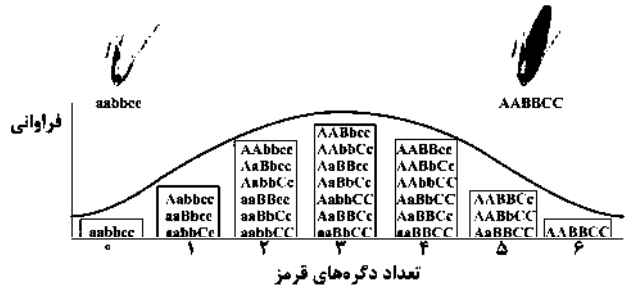 aabbcc
AABBCC
فراوانی
aabbcc
Aabbcc
aaBbcc
aabbCc
AAbbcc
AaBbcc
AabbCc
aaBBcc
aaBbCc
aabbCC
AABbcc
AAbbCc
AaBBcc
AaBbCc
AabbCC
aaBBCc
aaBbCC
AABBcc
AABbCc
AAbbCC
AaBbCC
AaBBCc
aaBBCC
AABBCc
AABbCC
AaBBCC
AABBCC
۰ ۱ ۲ ۳ ۴ ۵ ۶
تعداد دگره‌های قرمز